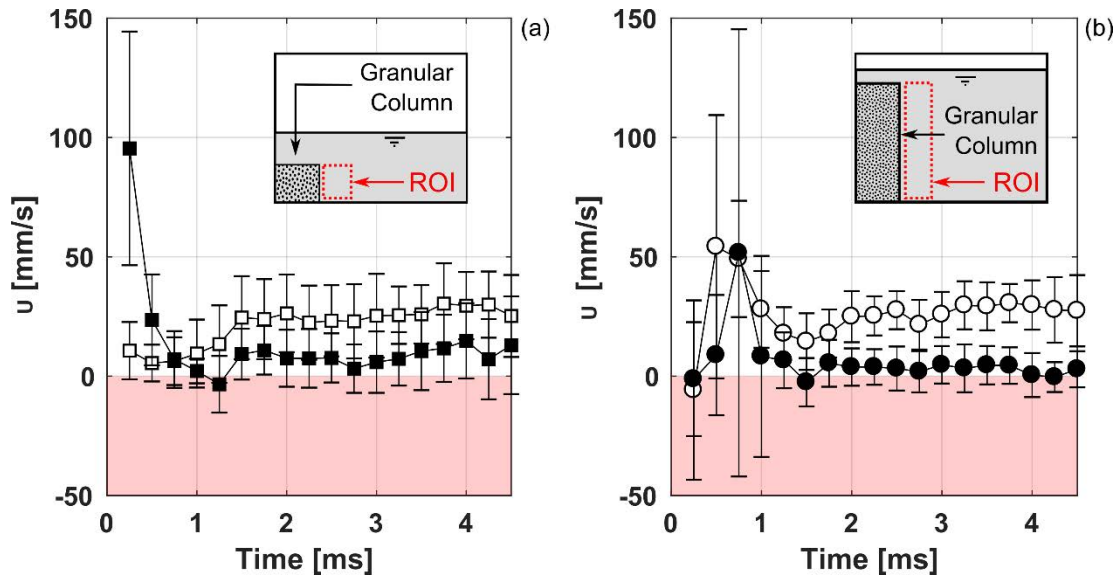 (a)
150
100
50
0
-50
u [mm/s]
0 1 2 3 4
Time [ms]
Granular
Column
ROI
(b)
150
100
50
0
-50
u [mm/s]
0 1 2 3 4
Time [ms]
Granular
Column
ROI